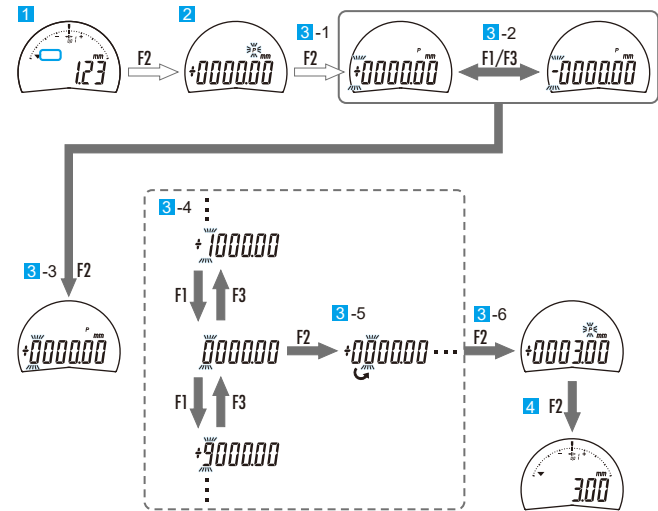 1
1.23 mm
F2
2
P
mm
+0000.00
3 -1
F2
P
mm
+0000.00
3 -2
F1/F3
P
mm
-0000.00
3 -3
F2
P
mm
+0000.00
3 -4
+1000.00
F1
F3
0000.00
F1
F3
+9000.00
F2
3 -5
+0000.00
3 -6
F2
P
mm
+0003.00
4
F2
mm
3.00